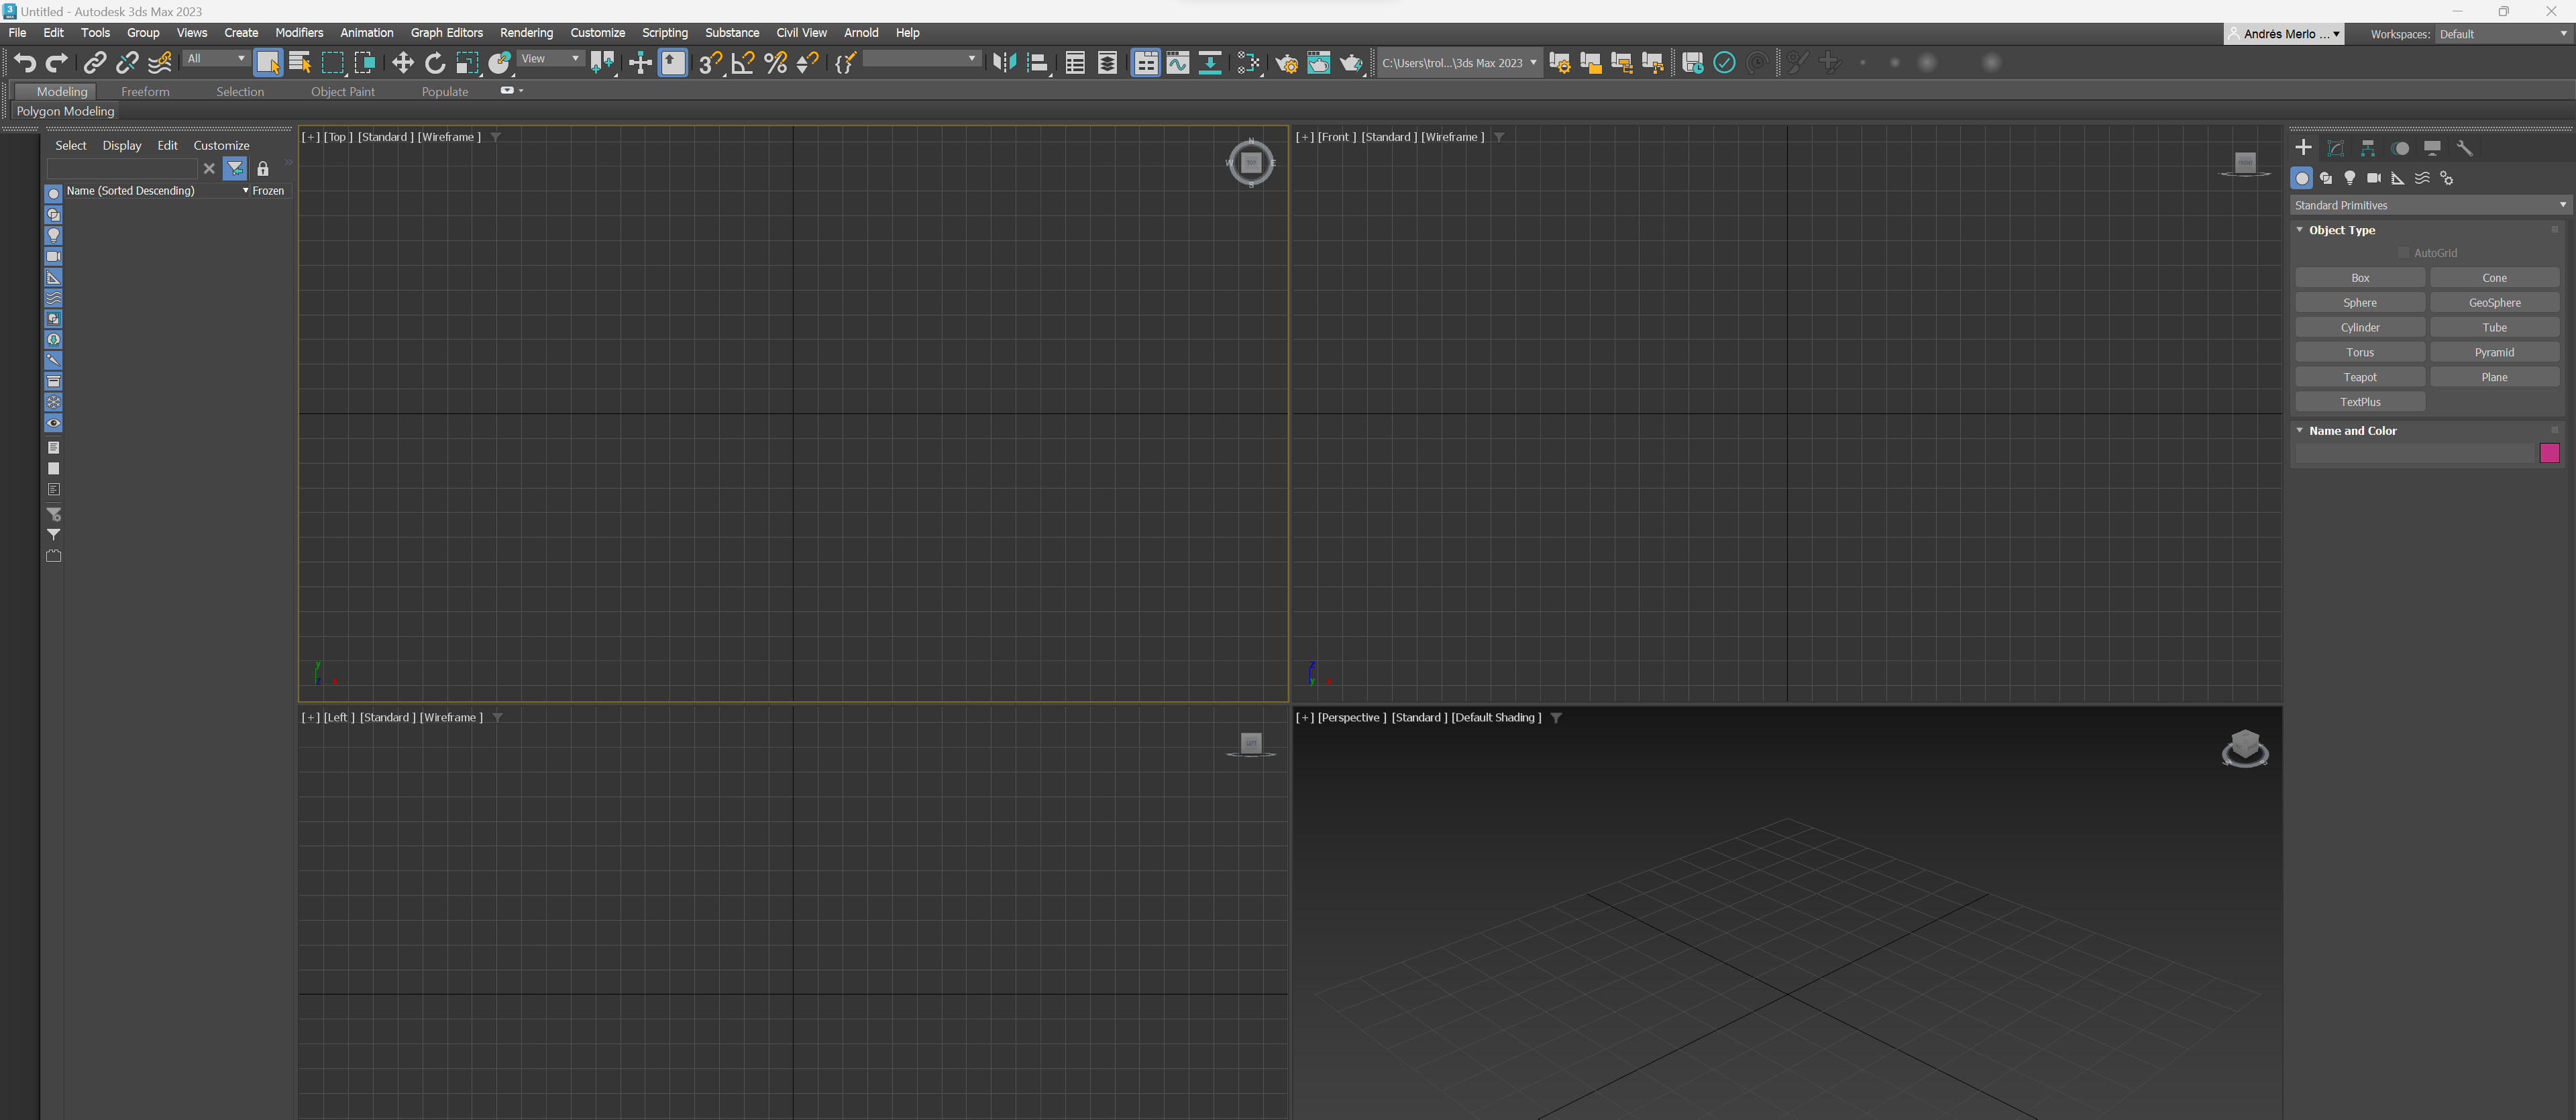 Untitled - Autodesk 3ds Max 2023
File Edit Tools Group Views Create Modifiers Animation Graph Editors Rendering Customize Scripting Substance Civil View Arnold Help Andrés Merlo ... Workspaces: Default
All View C:\Users\trol...\3ds Max 2023
Modeling Freeform Selection Object Paint Populate
Polygon Modeling
Select Display Edit Customize
Name (Sorted Descending) Frozen
[+] [Top ] [Standard ] [Wireframe ]
N
W TOP E
S
y
z x
[+] [Front ] [Standard ] [Wireframe ]
FRONT
z
y x
[+] [Left ] [Standard ] [Wireframe ]
LEFT
[+] [Perspective ] [Standard ] [Default Shading ]
Standard Primitives
Object Type
AutoGrid
Box Cone
Sphere GeoSphere
Cylinder Tube
Torus Pyramid
Teapot Plane
TextPlus
Name and Color